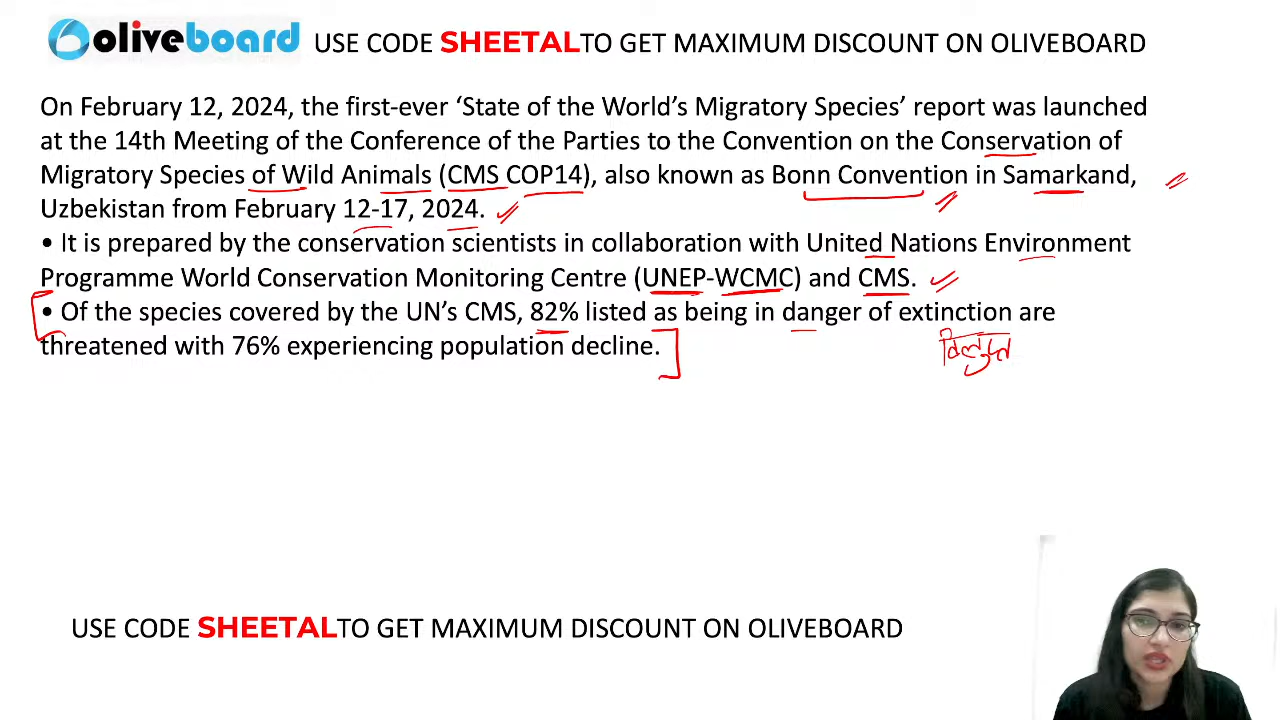 oliveboard USE CODE SHEETAL TO GET MAXIMUM DISCOUNT ON OLIVEBOARD
On February 12, 2024, the first-ever ‘State of the World’s Migratory Species’ report was launched
at the 14th Meeting of the Conference of the Parties to the Convention on the Conservation of
Migratory Species of Wild Animals (CMS COP14), also known as Bonn Convention in Samarkand,
Uzbekistan from February 12-17, 2024.
• It is prepared by the conservation scientists in collaboration with United Nations Environment
Programme World Conservation Monitoring Centre (UNEP-WCMC) and CMS.
• Of the species covered by the UN’s CMS, 82% listed as being in danger of extinction are
threatened with 76% experiencing population decline.
विलुप्त
USE CODE SHEETAL TO GET MAXIMUM DISCOUNT ON OLIVEBOARD